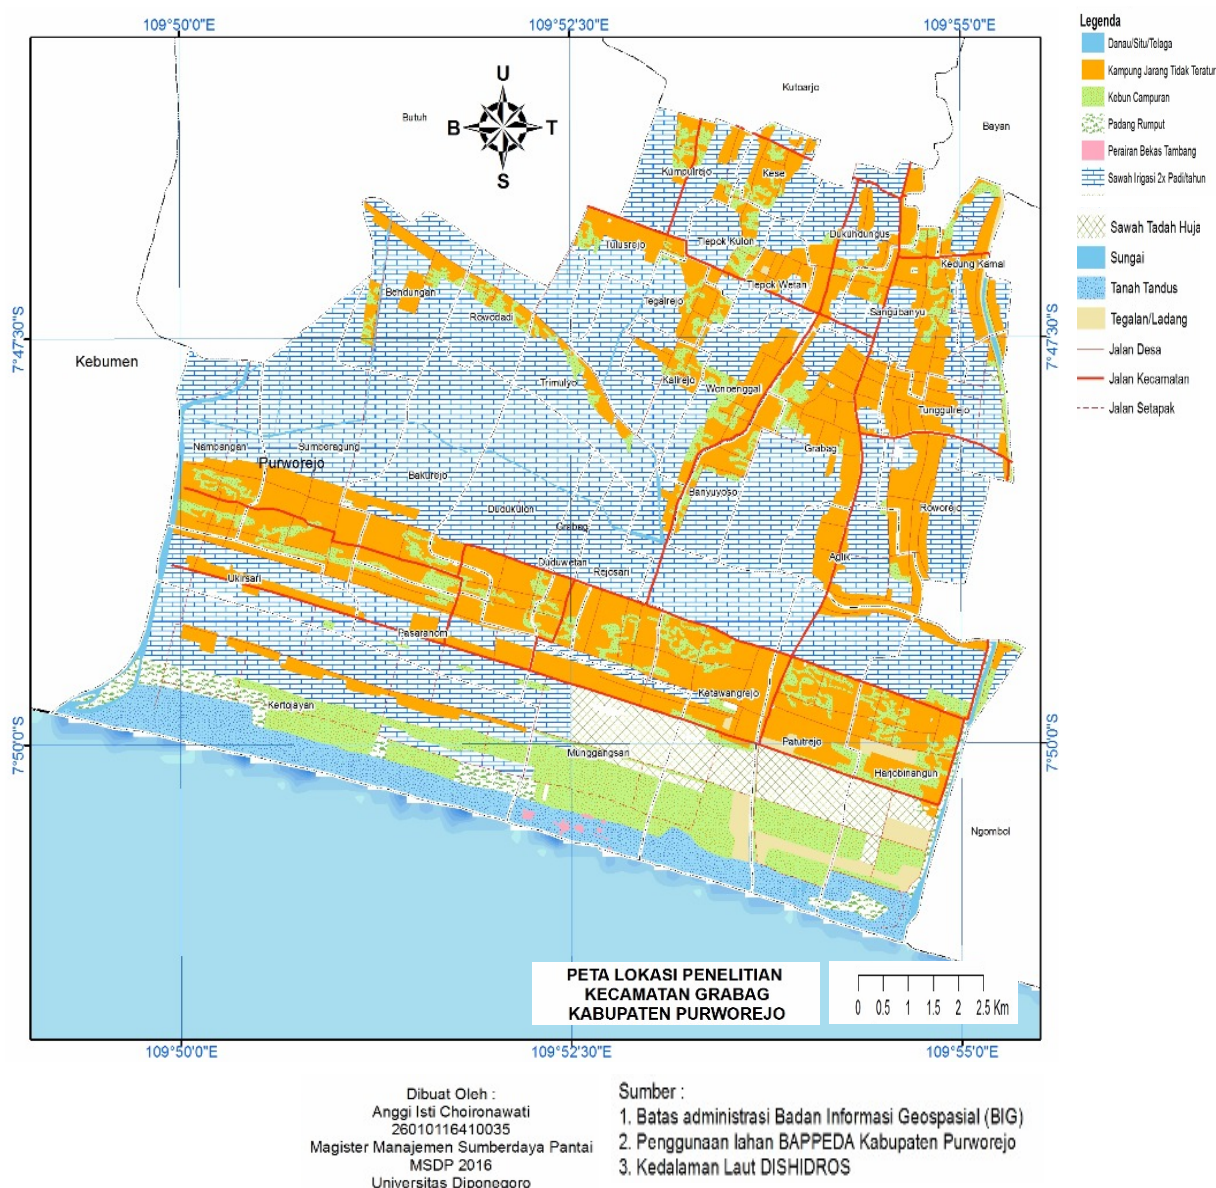 109°50'0"E
109°52'30"E
109°55'0"E
Legenda
Danau/Situ/Telaga
Kampung Jarang Tidak Teratur
Kebun Campuran
Padang Rumput
Perairan Bekas Tambang
Sawah Irigasi 2x Padi/tahun
Sawah Tadah Huja
Sungai
Tanah Tandus
Tegalan/Ladang
Jalan Desa
Jalan Kecamatan
Jalan Setapak
U
B
T
S
Butuh
Kutoarjo
Bayan
Kumpulrejo
Kese
Tulusrejo
Tlepok Kulon
Dukuhdungus
Kedung Kamal
Tlepok Wetan
Bendungan
Rowodadi
Tegalrejo
Sangubanyu
7°47'30"S
7°47'30"S
Kebumen
Trimulyo
Kalirejo
Wonoenggal
Tunggulrejo
Nambangan
Sumberagung
Grabag
Purworejo
Bakurejo
Banyuyoso
Dudukulon
Roworejo
Grabag
Aglik
Duduwetan
Rejosari
Ukirsari
Pasaranom
Ketawangrejo
Kertojayan
Patutrejo
Munggangsari
Harjobinangun
7°50'0"S
7°50'0"S
Ngombol
PETA LOKASI PENELITIAN
KECAMATAN GRABAG
KABUPATEN PURWOREJO
0 0.5 1 1.5 2 2.5 Km
109°50'0"E
109°52'30"E
109°55'0"E
Dibuat Oleh :
Anggi Isti Choironawati
26010116410035
Magister Manajemen Sumberdaya Pantai
MSDP 2016
Universitas Diponegoro
Sumber :
1. Batas administrasi Badan Informasi Geospasial (BIG)
2. Penggunaan lahan BAPPEDA Kabupaten Purworejo
3. Kedalaman Laut DISHIDROS